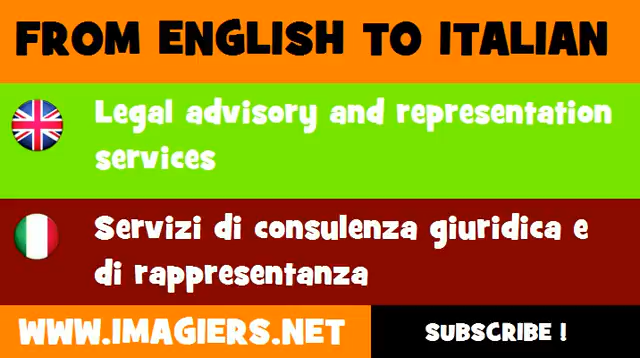 FROM ENGLISH TO ITALIAN
Legal advisory and representation
services
Servizi di consulenza giuridica e
di rappresentanza
WWW.IMAGIERS.NET
SUBSCRIBE !